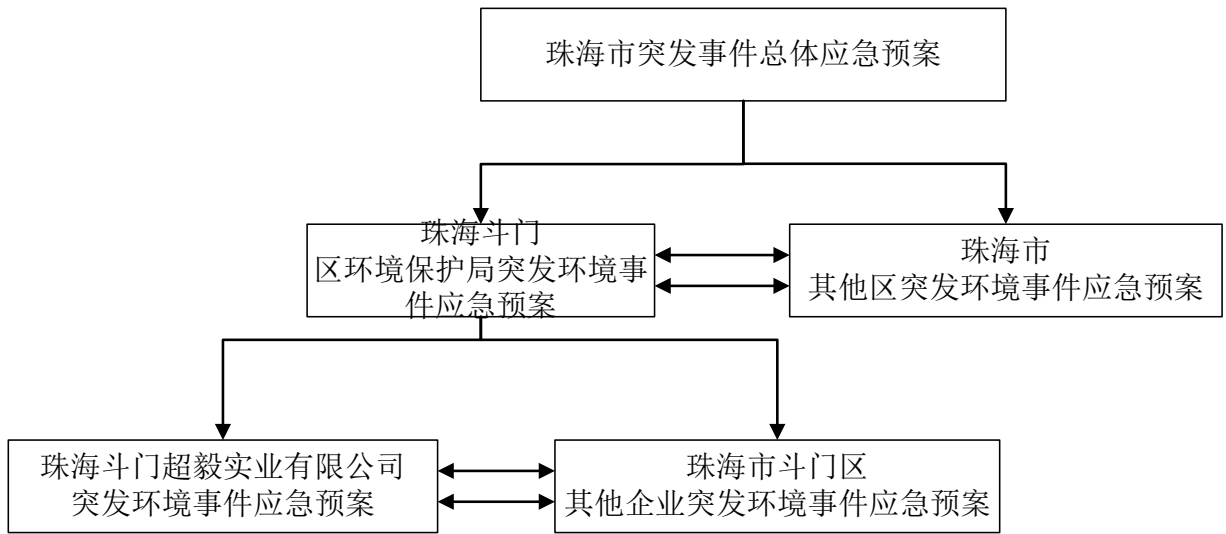 珠海市突发事件总体应急预案
珠海斗门
区环境保护局突发环境事
件应急预案
珠海市
其他区突发环境事件应急预案
珠海斗门超毅实业有限公司
突发环境事件应急预案
珠海市斗门区
其他企业突发环境事件应急预案